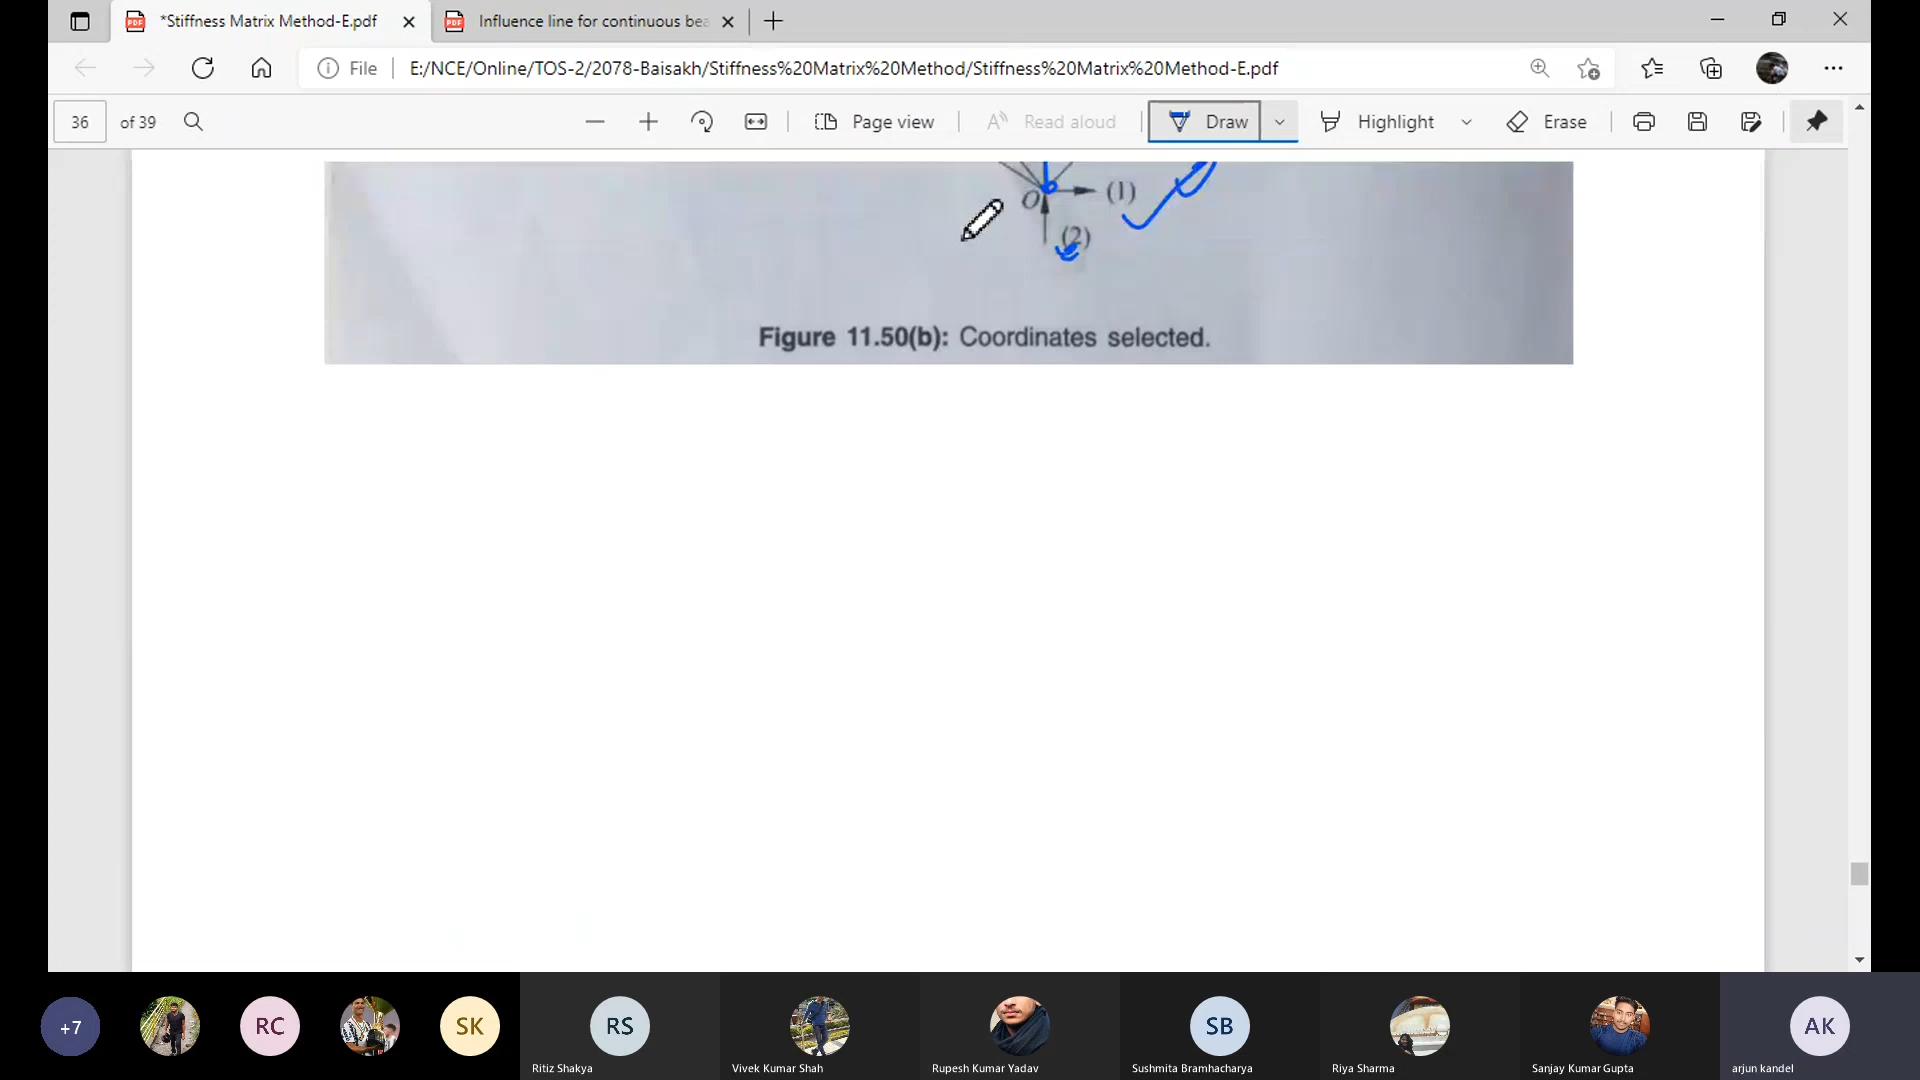 *Stiffness Matrix Method-E.pdf
Influence line for continuous bea
File
E:/NCE/Online/TOS-2/2078-Baisakh/Stiffness%20Matrix%20Method/Stiffness%20Matrix%20Method-E.pdf
36 of 39
Page view
Read aloud
Draw
Highlight
Erase
O
(1)
(2)
Figure 11.50(b): Coordinates selected.
+7
RC
SK
RS
SB
AK
Ritiz Shakya
Vivek Kumar Shah
Rupesh Kumar Yadav
Sushmita Bramhacharya
Riya Sharma
Sanjay Kumar Gupta
arjun kandel